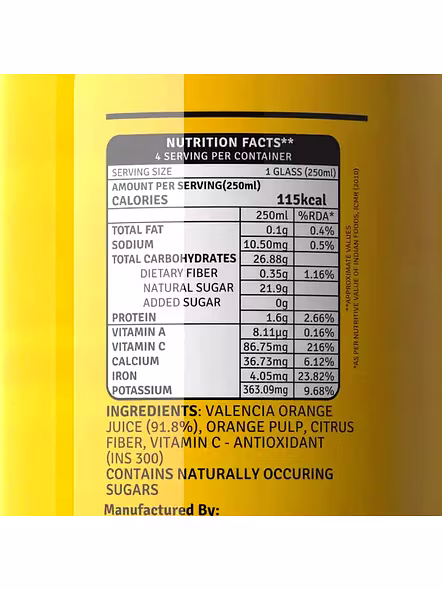 NUTRITION FACTS**
4 SERVING PER CONTAINER
SERVING SIZE 1 GLASS (250ml)
AMOUNT PER SERVING(250ml)
CALORIES 115kcal
250ml %RDA*
TOTAL FAT 0.1g 0.4%
SODIUM 10.50mg 0.5%
TOTAL CARBOHYDRATES 26.88g
DIETARY FIBER 0.35g 1.16%
NATURAL SUGAR 21.9g
ADDED SUGAR 0g
PROTEIN 1.6g 2.66%
VITAMIN A 8.11µg 0.16%
VITAMIN C 86.75mg 216%
CALCIUM 36.73mg 6.12%
IRON 4.05mg 23.82%
POTASSIUM 363.09mg 9.68%
**APPROXIMATE VALUES
*AS PER NUTRITIVE VALUE OF INDIAN FOODS, ICMR (2010)
INGREDIENTS: VALENCIA ORANGE
JUICE (91.8%), ORANGE PULP, CITRUS
FIBER, VITAMIN C - ANTIOXIDANT
(INS 300)
CONTAINS NATURALLY OCCURING
SUGARS
Manufactured By: